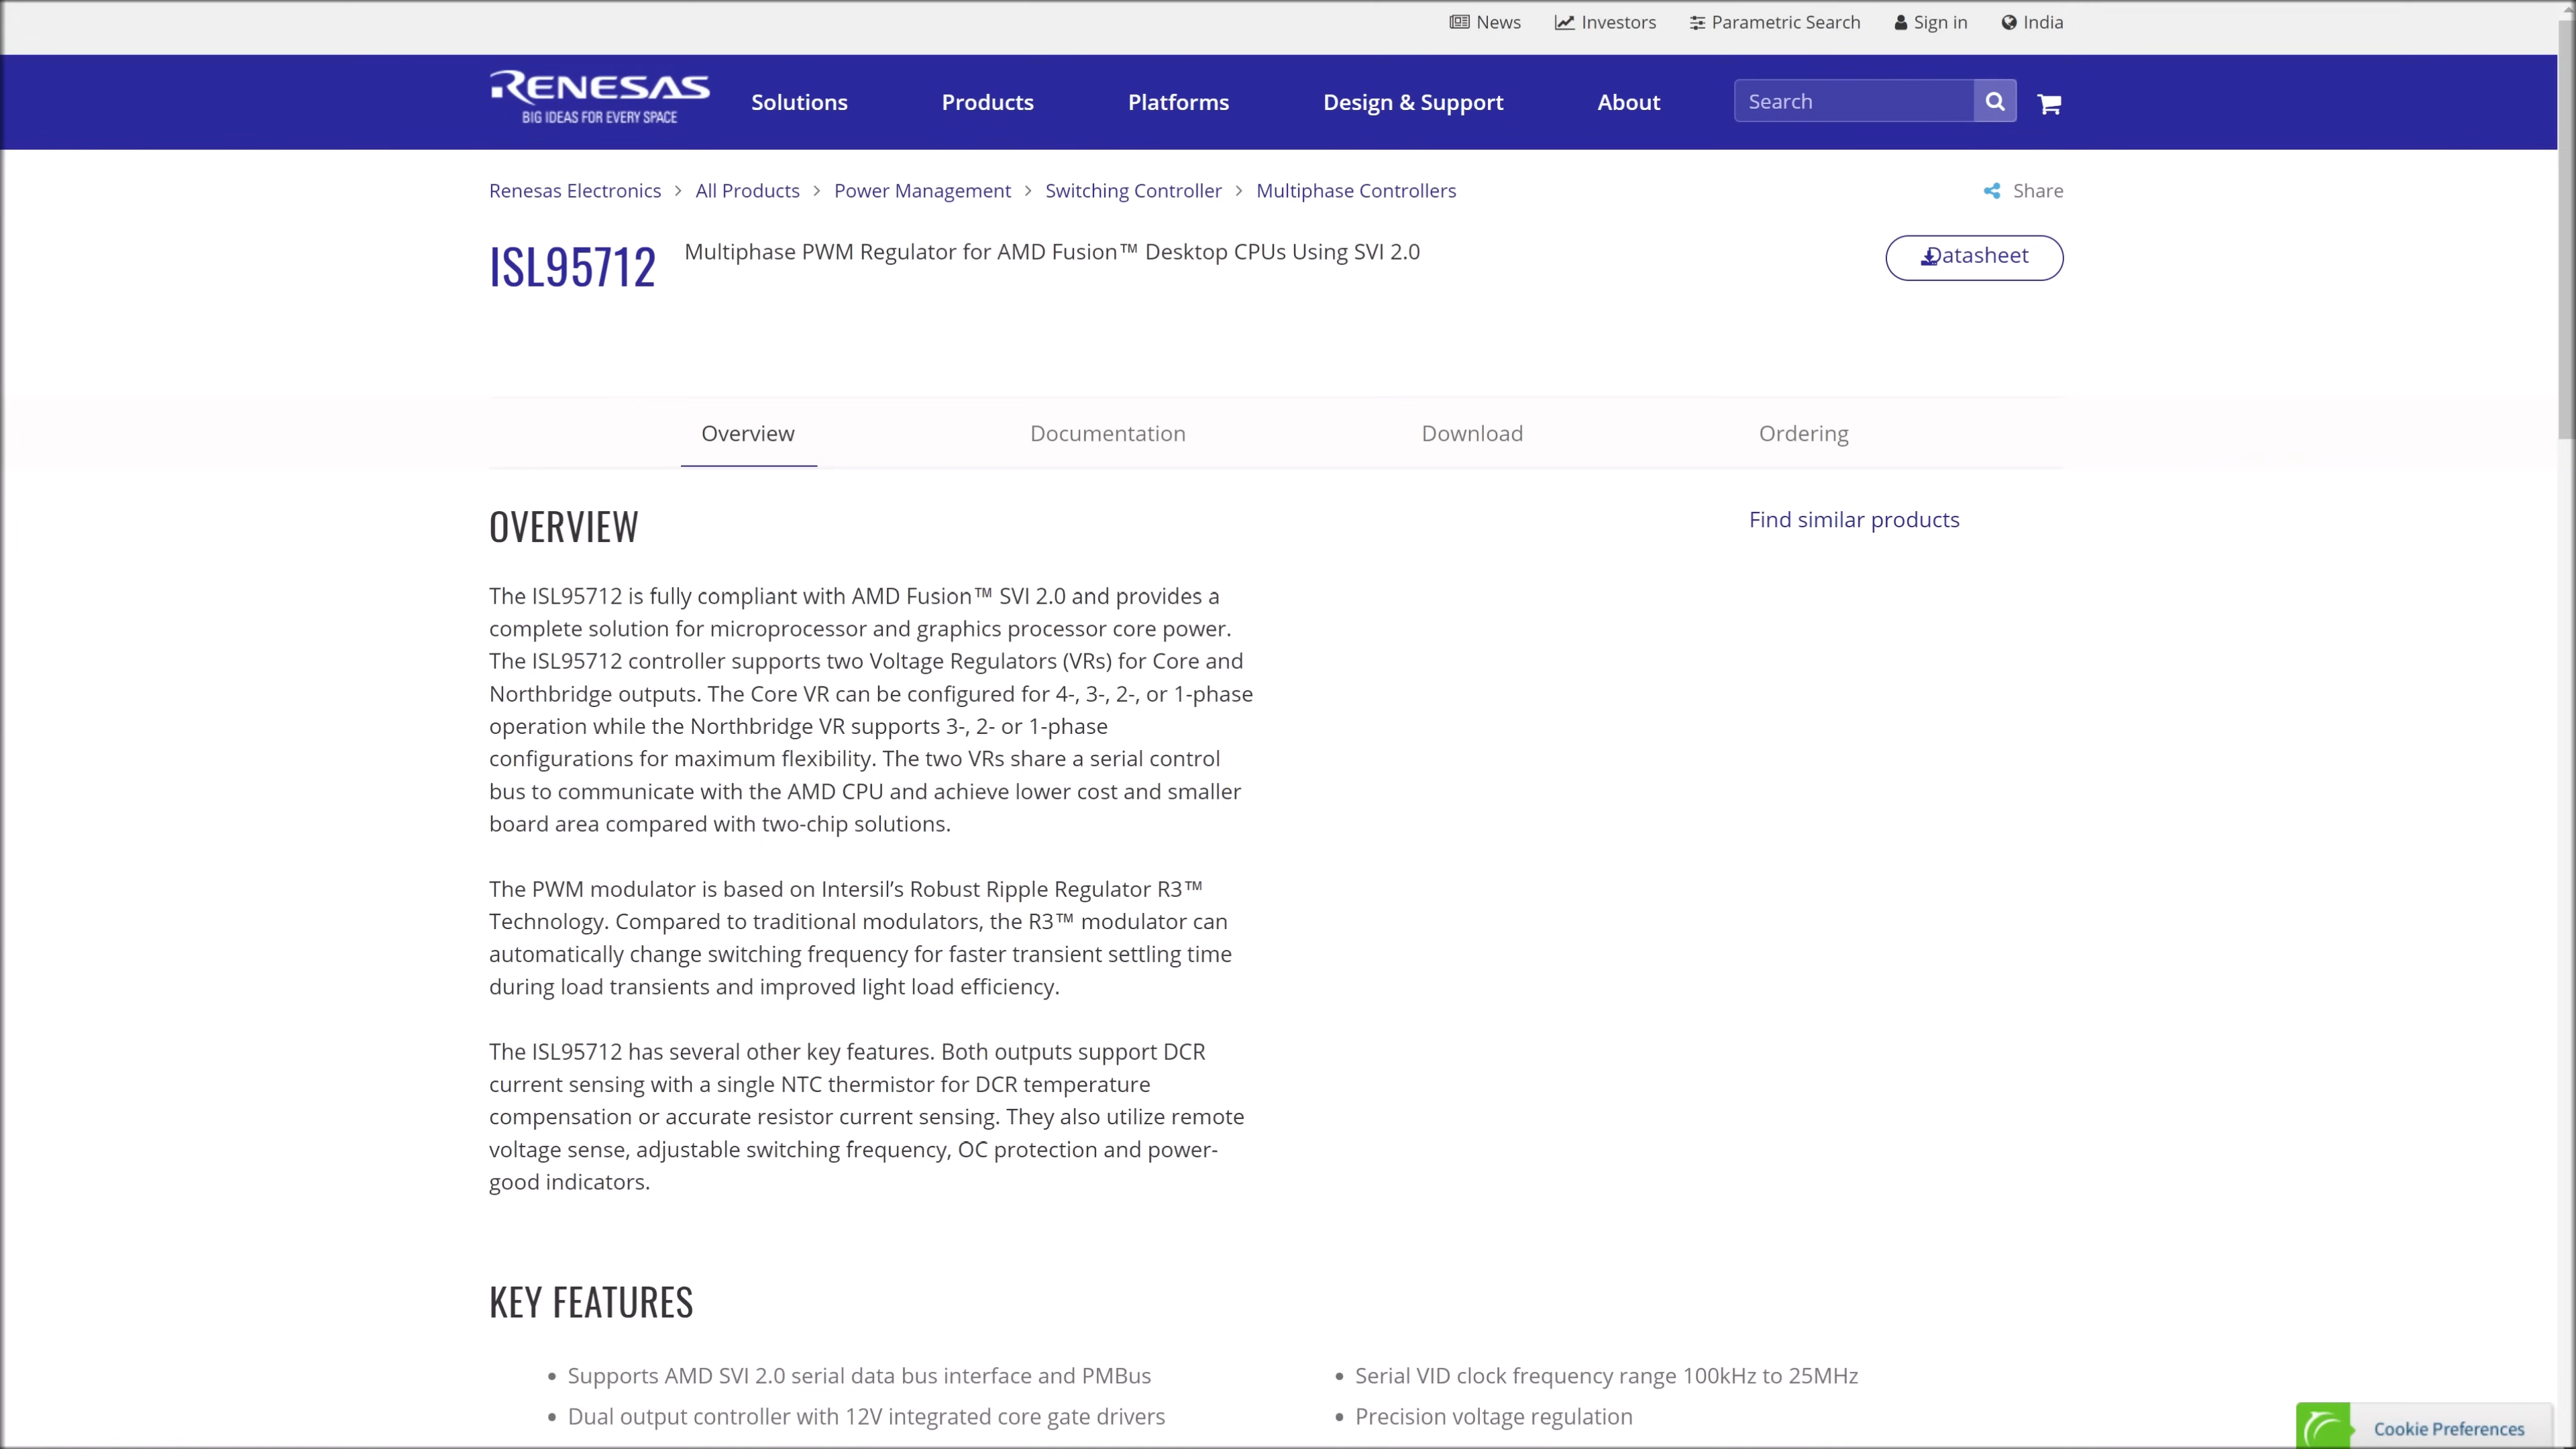 News Investors Parametric Search Sign in India
RENESAS
BIG IDEAS FOR EVERY SPACE
Solutions Products Platforms Design & Support About Search
Renesas Electronics > All Products > Power Management > Switching Controller > Multiphase Controllers Share
ISL95712 Multiphase PWM Regulator for AMD Fusion™ Desktop CPUs Using SVI 2.0 Datasheet
Overview Documentation Download Ordering
OVERVIEW
Find similar products
The ISL95712 is fully compliant with AMD Fusion™ SVI 2.0 and provides a
complete solution for microprocessor and graphics processor core power.
The ISL95712 controller supports two Voltage Regulators (VRs) for Core and
Northbridge outputs. The Core VR can be configured for 4-, 3-, 2-, or 1-phase
operation while the Northbridge VR supports 3-, 2- or 1-phase
configurations for maximum flexibility. The two VRs share a serial control
bus to communicate with the AMD CPU and achieve lower cost and smaller
board area compared with two-chip solutions.
The PWM modulator is based on Intersil’s Robust Ripple Regulator R3™
Technology. Compared to traditional modulators, the R3™ modulator can
automatically change switching frequency for faster transient settling time
during load transients and improved light load efficiency.
The ISL95712 has several other key features. Both outputs support DCR
current sensing with a single NTC thermistor for DCR temperature
compensation or accurate resistor current sensing. They also utilize remote
voltage sense, adjustable switching frequency, OC protection and power-
good indicators.
KEY FEATURES
• Supports AMD SVI 2.0 serial data bus interface and PMBus
• Dual output controller with 12V integrated core gate drivers
• Serial VID clock frequency range 100kHz to 25MHz
• Precision voltage regulation
Cookie Preferences